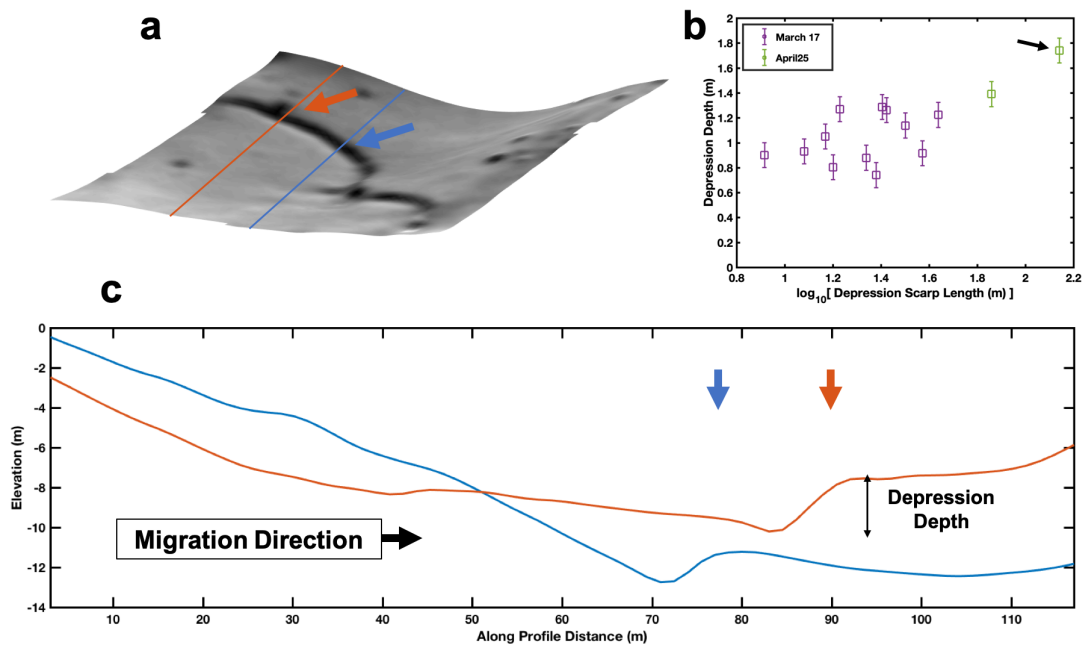 a
b
2
1.8
1.6
1.4
1.2
1
0.8
0.6
0.4
0.2
0
Depression Depth (m)
March 17
April25
0.8 1 1.2 1.4 1.6 1.8 2 2.2
log10[ Depression Scarp Length (m) ]
c
0
-2
-4
-6
-8
-10
-12
-14
Elevation (m)
Migration Direction
Depression
Depth
10 20 30 40 50 60 70 80 90 100 110
Along Profile Distance (m)